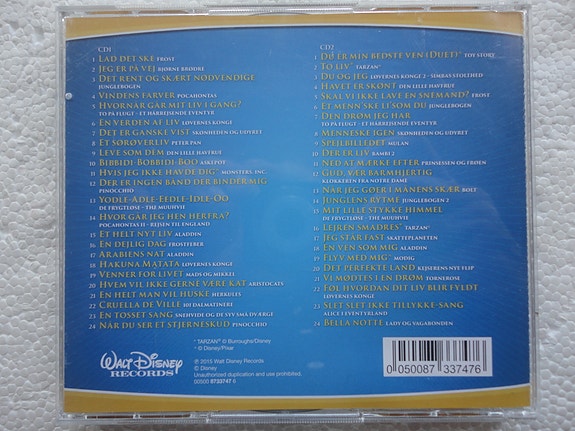 CD1
1 LAD DET SKE FROST
2 JEG ER PÅ VEJ BJØRNE BRØDRE
3 DET RENT OG SKÆRT NØDVENDIGE
JUNGLEBOGEN
4 VINDENS FARVER POCAHONTAS
5 HVORNÅR GÅR MIT LIV I GANG?
TO PÅ FLUGT - ET HÅREJSENDE EVENTYR
6 EN VERDEN AF LIV LØVERNES KONGE
7 DET ER GANSKE VIST SKØNHEDEN OG UDYRET
8 ET SØRØVERLIV PETER PAN
9 LEVE SOM DEM DEN LILLE HAVFRUE
10 BIBBIDI-BOBBIDI-BOO ASKEPOT
11 HVIS JEG IKKE HAVDE DIG° MONSTERS, INC.
12 DER ER INGEN BÅND DER BINDER MIG
PINOCCHIO
13 YODLE-ADLE-EEDLE-IDLE-OO
DE FRYGTLØSE - THE MUUHVIE
14 HVOR GÅR JEG HEN HERFRA?
POCAHONTAS II - REJSEN TIL ENGLAND
15 ET HELT NYT LIV ALADDIN
16 EN DEJLIG DAG FROSTFEBER
17 ARABIENS NAT ALADDIN
18 HAKUNA MATATA LØVERNES KONGE
19 VENNER FOR LIVET MADS OG MIKKEL
20 HVEM VIL IKKE GERNE VÆRE KAT ARISTOCATS
21 EN HELT MAN VIL HUSKE HERKULES
22 CRUELLA DE VILLE 101 DALMATINERE
23 EN TOSSET SANG SNEHVIDE OG DE SYV SMÅ DVÆRGE
24 NÅR DU SER ET STJERNESKUD PINOCCHIO
CD2
1 DU ER MIN BEDSTE VEN (DUET)° TOY STORY
2 TO LIV* TARZAN®
3 DU OG JEG LØVERNES KONGE 2 - SIMBAS STOLTHED
4 HAVET ER SKØNT DEN LILLE HAVFRUE
5 SKAL VI IKKE LAVE EN SNEMAND? FROST
6 ET MENN'SKE LI'SOM DU JUNGLEBOGEN
7 DEN DRØM JEG HAR
TO PÅ FLUGT - ET HÅREJSENDE EVENTYR
8 MENNESKE IGEN SKØNHEDEN OG UDYRET
9 SPEJLBILLEDET MULAN
10 DER ER LIV BAMBI 2
11 NED AT MÆRKE EFTER PRINSESSEN OG FRØEN
12 GUD, VÆR BARMHJERTIG
KLOKKEREN FRA NOTRE DAME
13 NÅR JEG GO'ER I MÅNENS SKÆR BOLT
14 JUNGLENS RYTME JUNGLEBOGEN 2
15 MIT LILLE STYKKE HIMMEL
DE FRYGTLØSE - THE MUUHVIE
16 LEJREN SMADRES* TARZAN®
17 JEG STÅR FAST SKATTEPLANETEN
18 EN VEN SOM MIG ALADDIN
19 FLYV MED MIG° MODIG
20 DET PERFEKTE LAND KEJSERENS NYE FLIP
21 VI MØDTES I EN DRØM TORNEROSE
22 FØL HVORDAN DIT LIV BLIR FYLDT
LØVERNES KONGE
23 SLET SLET IKKE TILLYKKE-SANG
ALICE I EVENTYRLAND
24 BELLA NOTTE LADY OG VAGABONDEN
* TARZAN® © Burroughs/Disney
° © Disney/Pixar
WALT DISNEY
RECORDS
℗ 2015 Walt Disney Records
© Disney
Unauthorized duplication and use prohibited.
00500 8733747 6
0 050087 337476